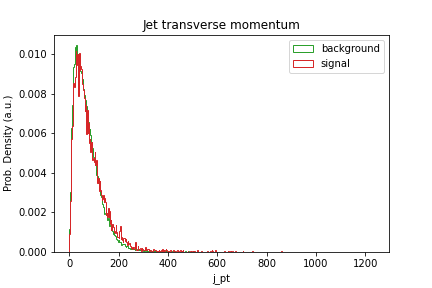 Jet transverse momentum
background
signal
Prob. Density (a.u.)
0.010
0.008
0.006
0.004
0.002
0.000
0 200 400 600 800 1000 1200
j_pt